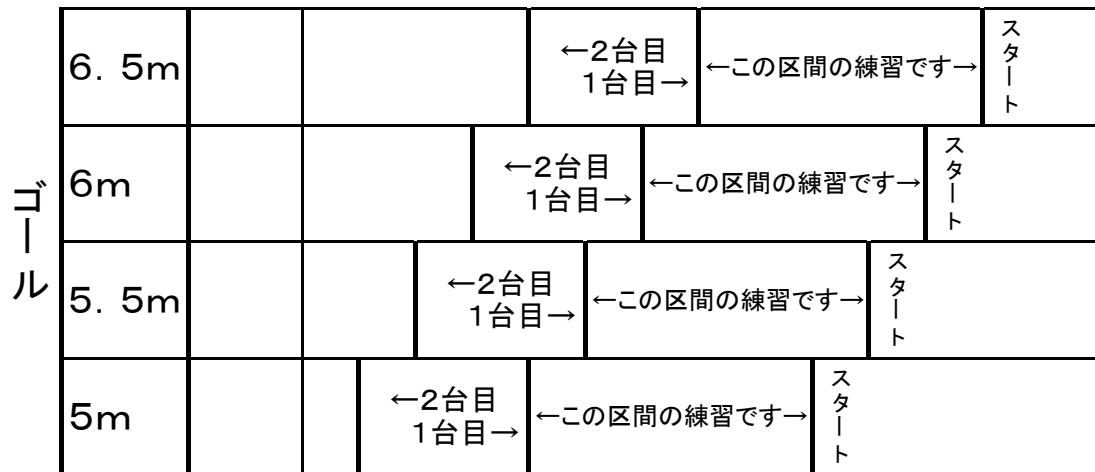 ゴール
6．5m
←2台目
1台目→
←この区間の練習です→
スタート
6m
←2台目
1台目→
←この区間の練習です→
スタート
5．5m
←2台目
1台目→
←この区間の練習です→
スタート
5m
←2台目
1台目→
←この区間の練習です→
スタート